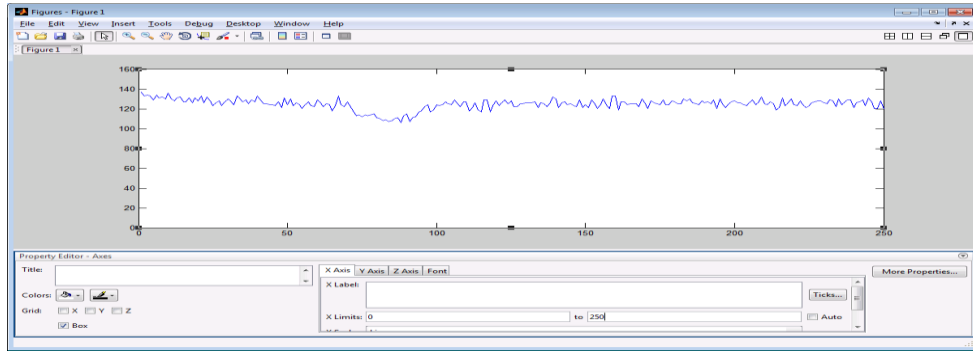 Figures - Figure 1
File Edit View Insert Tools Debug Desktop Window Help
Figure 1
160
140
120
100
80
60
40
20
0
0 50 100 150 200 250
Property Editor - Axes
Title:
X Axis Y Axis Z Axis Font
More Properties...
X Label:
Colors:
Ticks...
Grid: X Y Z
X Limits: 0 to 250
Auto
Box